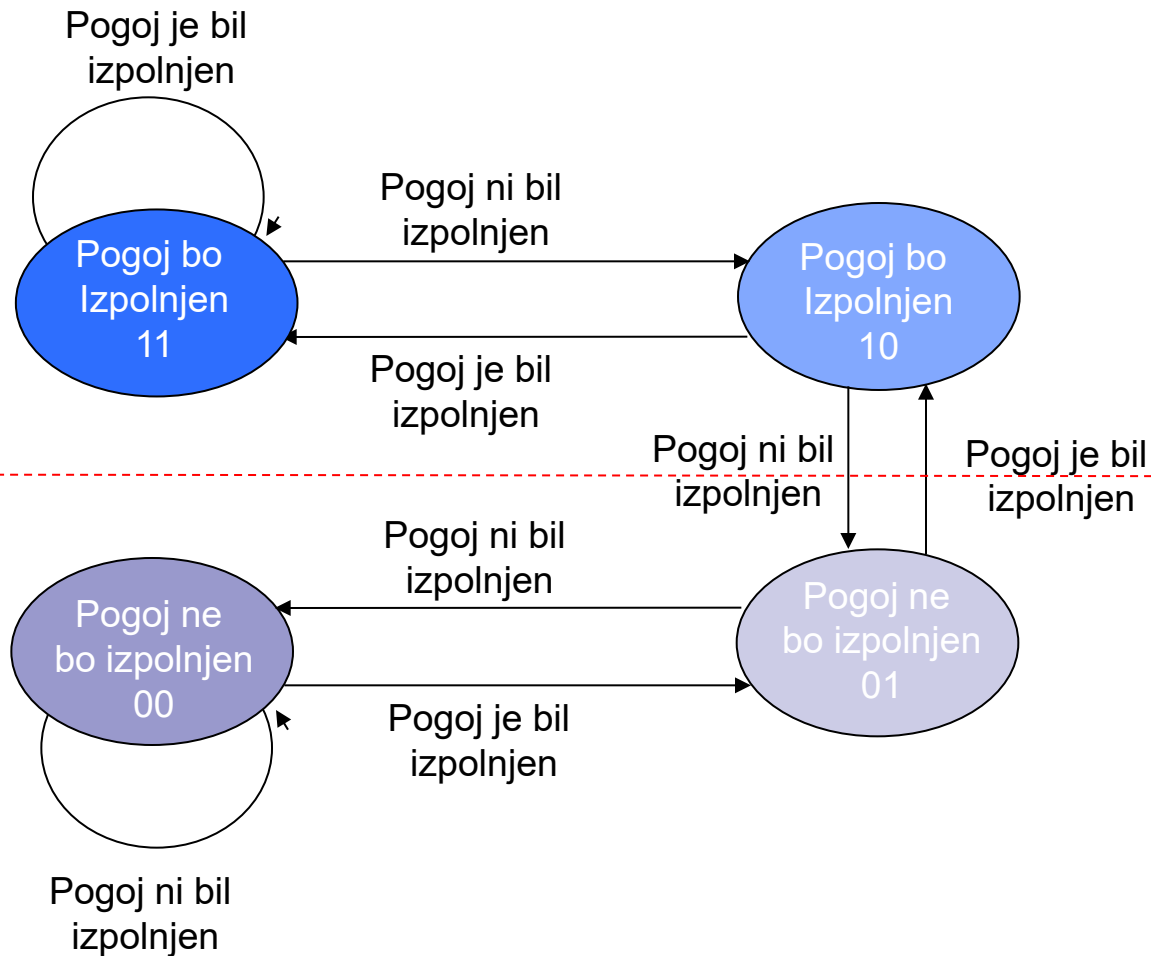 Pogoj je bil
izpolnjen
Pogoj ni bil
izpolnjen
Pogoj bo
Izpolnjen
11
Pogoj bo
Izpolnjen
10
Pogoj je bil
izpolnjen
Pogoj ni bil
izpolnjen
Pogoj je bil
izpolnjen
Pogoj ni bil
izpolnjen
Pogoj ne
bo izpolnjen
00
Pogoj ne
bo izpolnjen
01
Pogoj je bil
izpolnjen
Pogoj ni bil
izpolnjen